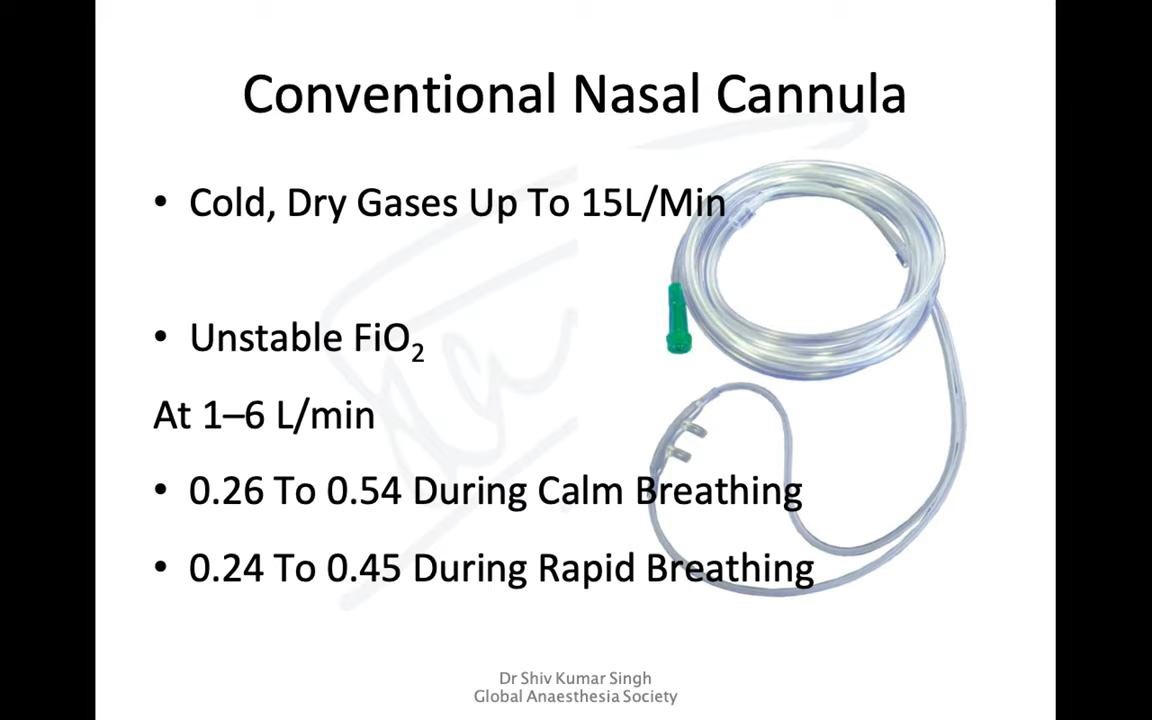 Conventional Nasal Cannula
• Cold, Dry Gases Up To 15L/Min
• Unstable FiO₂
At 1–6 L/min
• 0.26 To 0.54 During Calm Breathing
• 0.24 To 0.45 During Rapid Breathing
Dr Shiv Kumar Singh
Global Anaesthesia Society